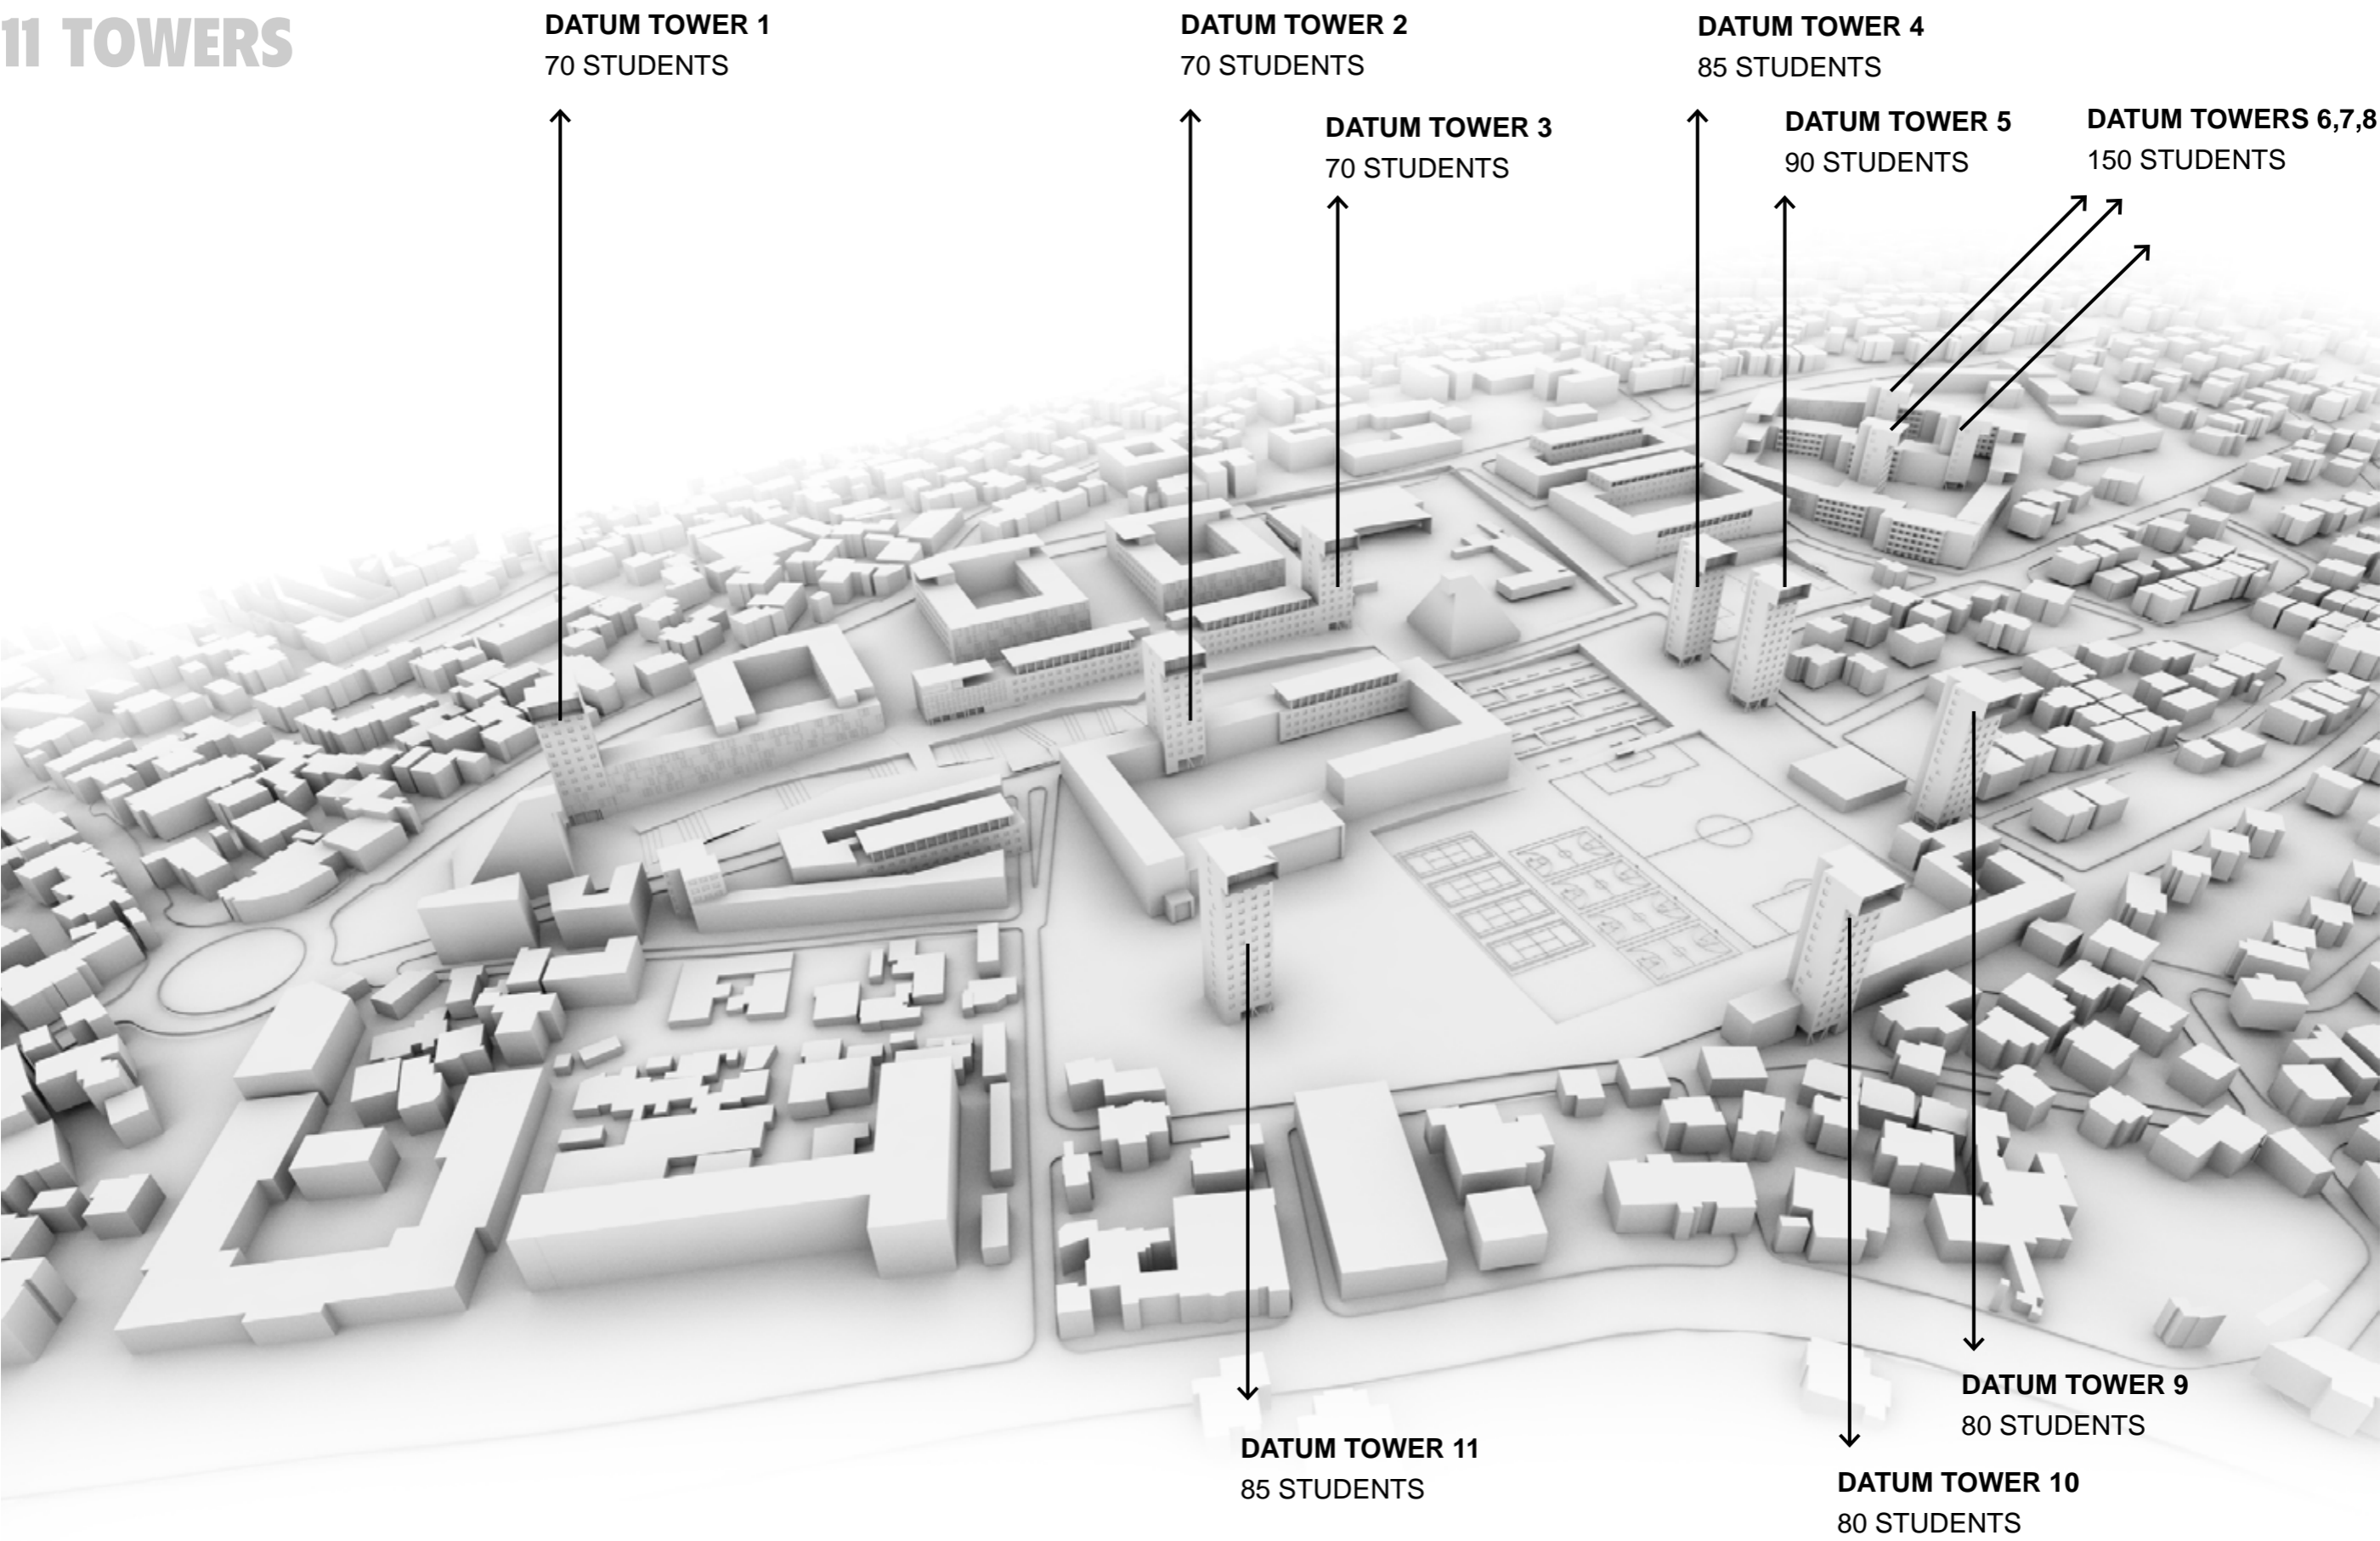 11 TOWERS
DATUM TOWER 1
70 STUDENTS
DATUM TOWER 2
70 STUDENTS
DATUM TOWER 4
85 STUDENTS
DATUM TOWER 3
70 STUDENTS
DATUM TOWER 5
90 STUDENTS
DATUM TOWERS 6,7,8
150 STUDENTS
DATUM TOWER 9
80 STUDENTS
DATUM TOWER 11
85 STUDENTS
DATUM TOWER 10
80 STUDENTS